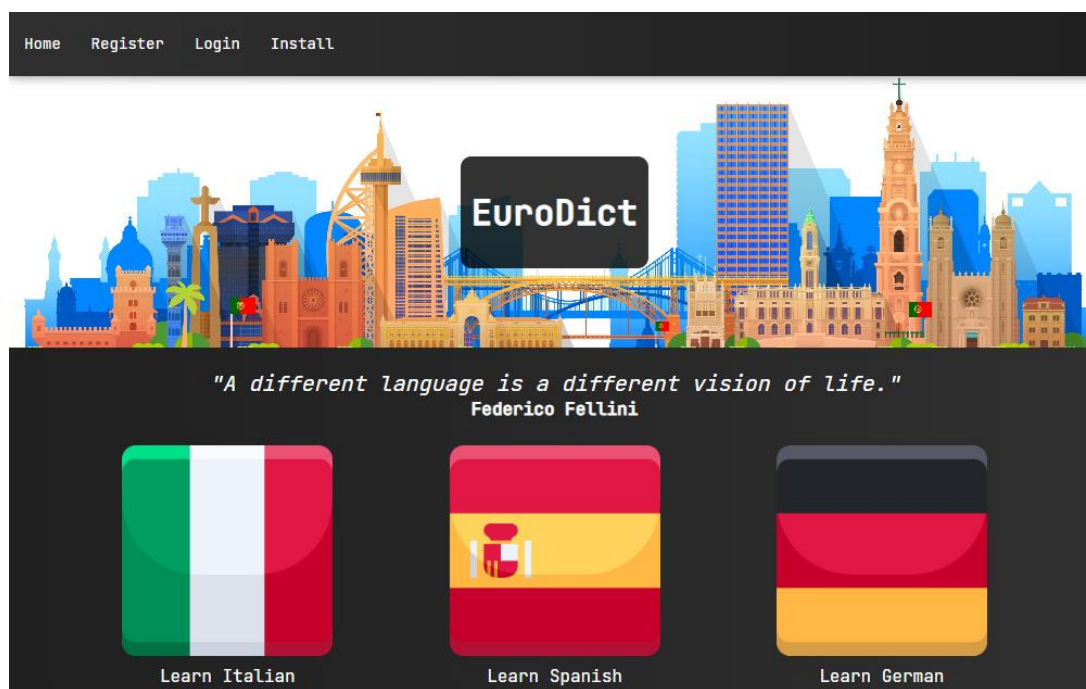 Home Register Login Install
EuroDict
"A different language is a different vision of life."
Federico Fellini
Learn Italian Learn Spanish Learn German